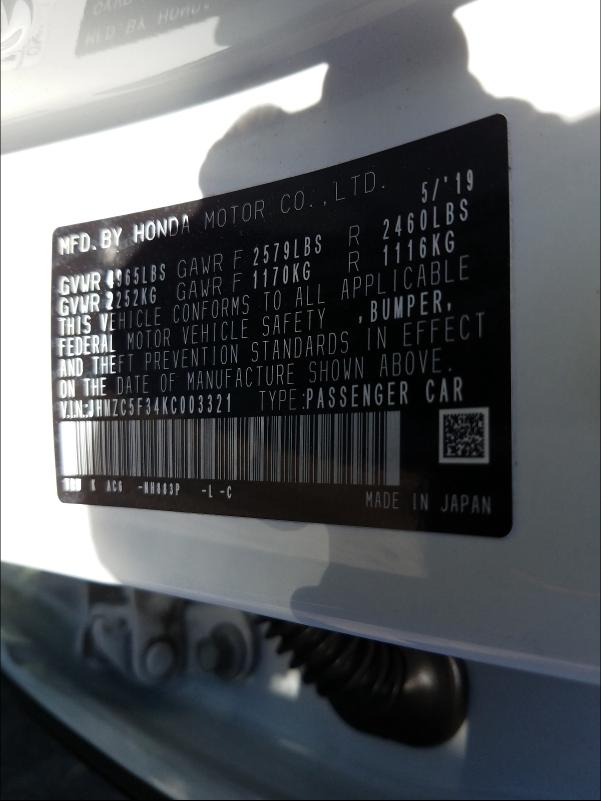 MFD. BY HONDA MOTOR CO.,LTD. 5/'19
GVWR 4965LBS GAWR F 2579LBS R 2460LBS
GVWR 2252KG GAWR F 1170KG R 1116KG
THIS VEHICLE CONFORMS TO ALL APPLICABLE
FEDERAL MOTOR VEHICLE SAFETY ,BUMPER,
AND THEFT PREVENTION STANDARDS IN EFFECT
ON THE DATE OF MANUFACTURE SHOWN ABOVE.
V.I.N:JHMZC5F34KC003321 TYPE:PASSENGER CAR
K AC6 -NH883P -L -C
MADE IN JAPAN